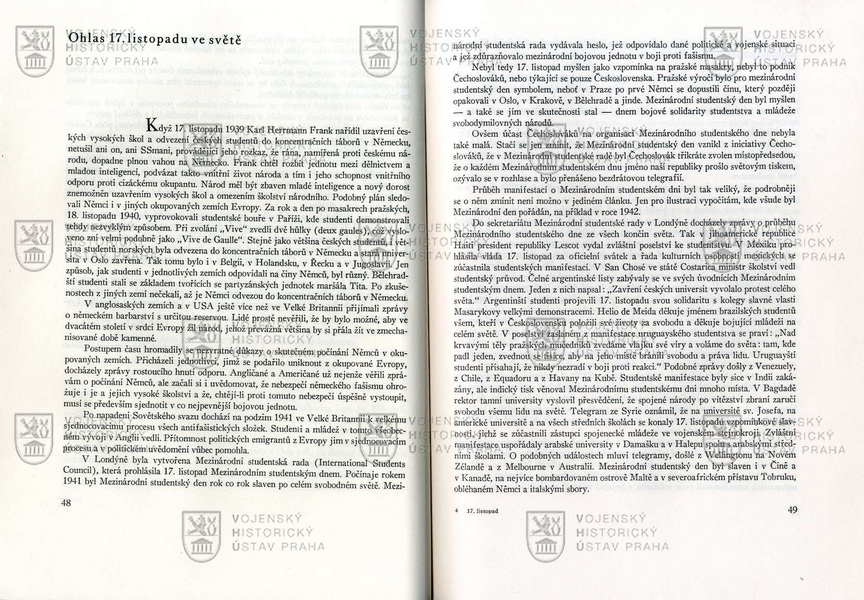 Ohlas 17. listopadu ve světě
Když 17. listopadu 1939 Karl Herrmann Frank nařídil uzavření čes-
kých vysokých škol a odvezení českých studentů do koncentračních táborů v Německu,
netušil ani on, ani SSmani, provádějící jeho rozkaz, že rána, namířená proti českému ná-
rodu, dopadne plnou vahou na Německo. Frank chtěl rozbít jednotu mezi dělnictvem a
mladou inteligencí, podvázat takto vnitřní život národa a tím i jeho schopnost vnitřního
odporu proti cizáckému okupantu. Národ měl být zbaven mladé inteligence a nový dorost
znemožněn uzavřením vysokých škol a omezením školství národního. Podobný plán sledo-
vali Němci i v jiných okupovaných zemích Evropy. Za rok a den po masakrech pražských,
18. listopadu 1940, vyprovokovali studentské bouře v Paříži, kde studenti demonstrovali
tehdy nezvyklým způsobem. Při zvolání „Vive“ zvedli dvě hůlky (deux gaules), což vyslo-
veno zní velmi podobně jako „Vive de Gaulle“. Stejně jako většina českých studentů, i vět-
šina studentů norských byla odvezena do koncentračních táborů v Německu a universita
v Oslo zavřena. Tak tomu bylo i v Belgii, v Holandsku, v Řecku a v Jugoslavii. Jen
způsob, jak studenti v jednotlivých zemích odpovídali na činy Němců, byl různý. Bělehrad-
ští studenti stali se základem tvořících se partyzánských jednotek maršála Tita. Po zkuše-
nostech z jiných zemí nečekali, až je Němci odvezou do koncentračních táborů v Německu.
V anglosaských zemích a v USA ještě více než ve Velké Britannii přijímali zprávy
o německém barbarství s určitou reservou. Lidé prostě nevěřili, že by bylo možné, aby ve
dvacátém století v srdci Evropy žil národ, jehož převážná většina by si přála žít ve zmecha-
nisované době kamenné.
Postupem času hromadily se nezvratné důkazy o skutečném počínání Němců v oku-
povaných zemích. Přicházeli jednotlivci, jimž se podařilo uniknout z okupované Evropy,
docházely zprávy rostoucího hnutí odporu. Angličané a Američané už nejenže věřili zprá-
vám o počínání Němců, ale začali si i uvědomovat, že nebezpečí německého fašismu ohro-
žuje i je a jejich vysoké školství a že, chtějí-li proti tomuto nebezpečí úspěšně vystoupit,
musí se především sjednotit v co nejpevnější bojovou jednotu.
Po napadení Sovětského svazu dochází na podzim 1941 ve Velké Britannii k velkému
sjednocovacímu procesu všech antifašistických složek. Studenti a mládež v tomto všeobec-
ném vývoji v Anglii vedli. Přítomnost politických emigrantů z Evropy jim v sjednocovacím
procesu a v politickém uvědomění vůbec pomohla.
V Londýně byla vytvořena Mezinárodní studentská rada (International Students
Council), která prohlásila 17. listopad Mezinárodním studentským dnem. Počínaje rokem
1941 byl Mezinárodní studentský den rok co rok slaven po celém svobodném světě. Mezi-
48
národní studentská rada vydávala heslo, jež odpovídalo dané politické a vojenské situaci
a jež zdůrazňovalo mezinárodní bojovou jednotu v boji proti fašismu.
Nebyl tedy 17. listopad myšlen jako vzpomínka na pražské masakry, nebyl to podnik
Čechoslováků, nebo týkající se pouze Československa. Pražské výročí bylo pro mezinárodní
studentský den symbolem, neboť v Praze po prvé Němci se dopustili činu, který později
opakovali v Oslo, v Krakově, v Bělehradě a jinde. Mezinárodní studentský den byl myšlen
— a také se jím ve skutečnosti stal — dnem bojové solidarity studentstva a mládeže
svobodymilovných národů.
Ovšem účast Čechoslováků na organisaci Mezinárodního studentského dne nebyla
také malá. Stačí se jen zmínit, že Mezinárodní studentský den vznikl z iniciativy Čecho-
slováků, že v Mezinárodní studentské radě byl Čechoslovák třikráte zvolen místopředsedou,
že o každém Mezinárodním studentském dnu jméno naší republiky prošlo světovým tiskem,
ozývalo se v rozhlase a bylo přenášeno bezdrátovou telegrafií.
Průběh manifestací o Mezinárodním studentském dni byl tak veliký, že podrobněji
se o něm zmínit není možno v jediném článku. Jen pro ilustraci vypočítám, kde všude byl
Mezinárodní den pořádán, na příklad v roce 1942.
Do sekretariátu Mezinárodní studentské rady v Londýně docházely zprávy o průběhu
Mezinárodního studentského dne ze všech končin světa. Tak v jihoamerické republice
Haiti president republiky Lescot vydal zvláštní poselství ke studentstvu. V Mexiku pro-
hlásila vláda 17. listopad za oficielní svátek a řada kulturních osobností mexických se
zúčastnila studentských manifestací. V San Chosé ve státě Costarica ministr školství vedl
studentský průvod. Čelné argentinské listy zabývaly se ve svých úvodnících Mezinárodním
studentským dnem. Jeden z nich napsal: „Zavření českých universit vyvolalo protest celého
světa.“ Argentinští studenti projevili 17. listopadu svou solidaritu s kolegy slavné vlasti
Masarykovy velkými demonstracemi. Helio de Meida děkuje jménem brazilských studentů
všem, kteří v Československu položili své životy za svobodu a děkuje bojující mládeži na
celém světě. V poselství zaslaném z manifestace uruguayského studentstva se praví: „Nad
krvavými těly pražských mučedníků sklonme vlajky své víry a voláme do světa: tam, kde
padl jeden, zvednou se tisíce, aby dobyli zpět svobodu a práva lidu. Uruguayští
studenti přísahají, že nikdy nezradí v boji proti reakci.“ Podobné zprávy došly z Venezuely,
z Chile, z Equadoru a z Havany na Kubě. Studentské manifestace byly sice v Indii zaká-
zány, ale indický tisk věnoval Mezinárodnímu studentskému dni mnoho místa. V Bagdadě
rektor tamní university vyslovil přesvědčení, že spojené národy po vítězství zbraní zaručí
svobodu všemu lidu na světě. Telegram ze Syrie oznámil, že na universitě sv. Josefa, na
americké universitě a na všech středních školách se konaly 17. listopadu vzpomínkové slav-
nosti, jichž se zúčastnili zástupci spojenecké mládeže ve vojenském stejnokroji. Zvláštní
manifestace uspořádaly arabské university v Damašku a v Halepu spolu s arabskými střed-
ními školami. O podobných událostech mluví telegramy, došlé z Wellingtonu na Novém
Zélandě a z Melbourne v Australii. Mezinárodní studentský den byl slaven i v Číně a
v Kanadě, na nejvíce bombardovaném ostrově Maltě a v severoafrickém přístavu Tobruku,
obléhaném Němci a italskými sbory.
4 17. listopad
49
VOJENSKÝ
HISTORICKÝ
ÚSTAV PRAHA